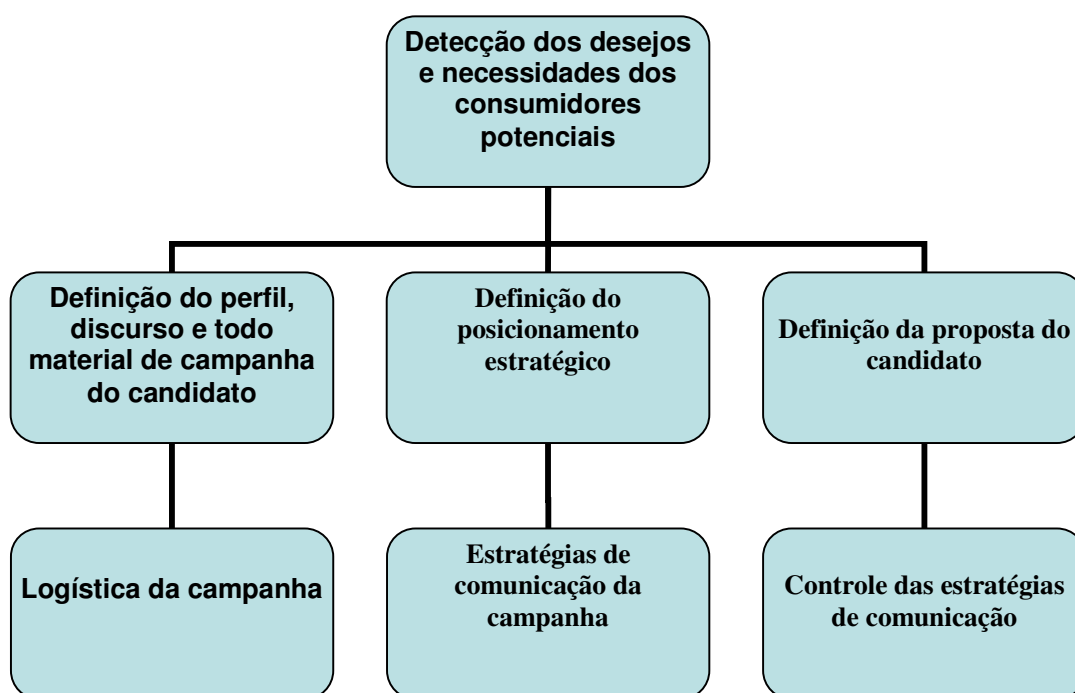 Detecção dos desejos
e necessidades dos
consumidores
potenciais
Definição do perfil,
discurso e todo
material de campanha
do candidato
Definição do
posicionamento
estratégico
Definição da proposta do
candidato
Logística da campanha
Estratégias de
comunicação da
campanha
Controle das estratégias
de comunicação